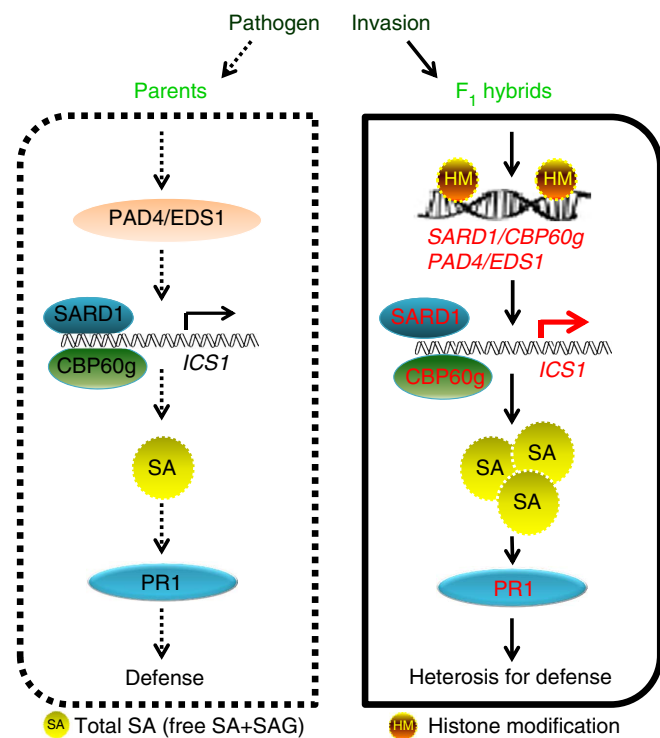 Pathogen Invasion
Parents
F1 hybrids
PAD4/EDS1
SARD1
CBP60g
ICS1
SA
PR1
Defense
HM
HM
SARD1/CBP60g
PAD4/EDS1
SARD1
CBP60g
ICS1
SA
SA
SA
PR1
Heterosis for defense
SA Total SA (free SA+SAG)
HM Histone modification